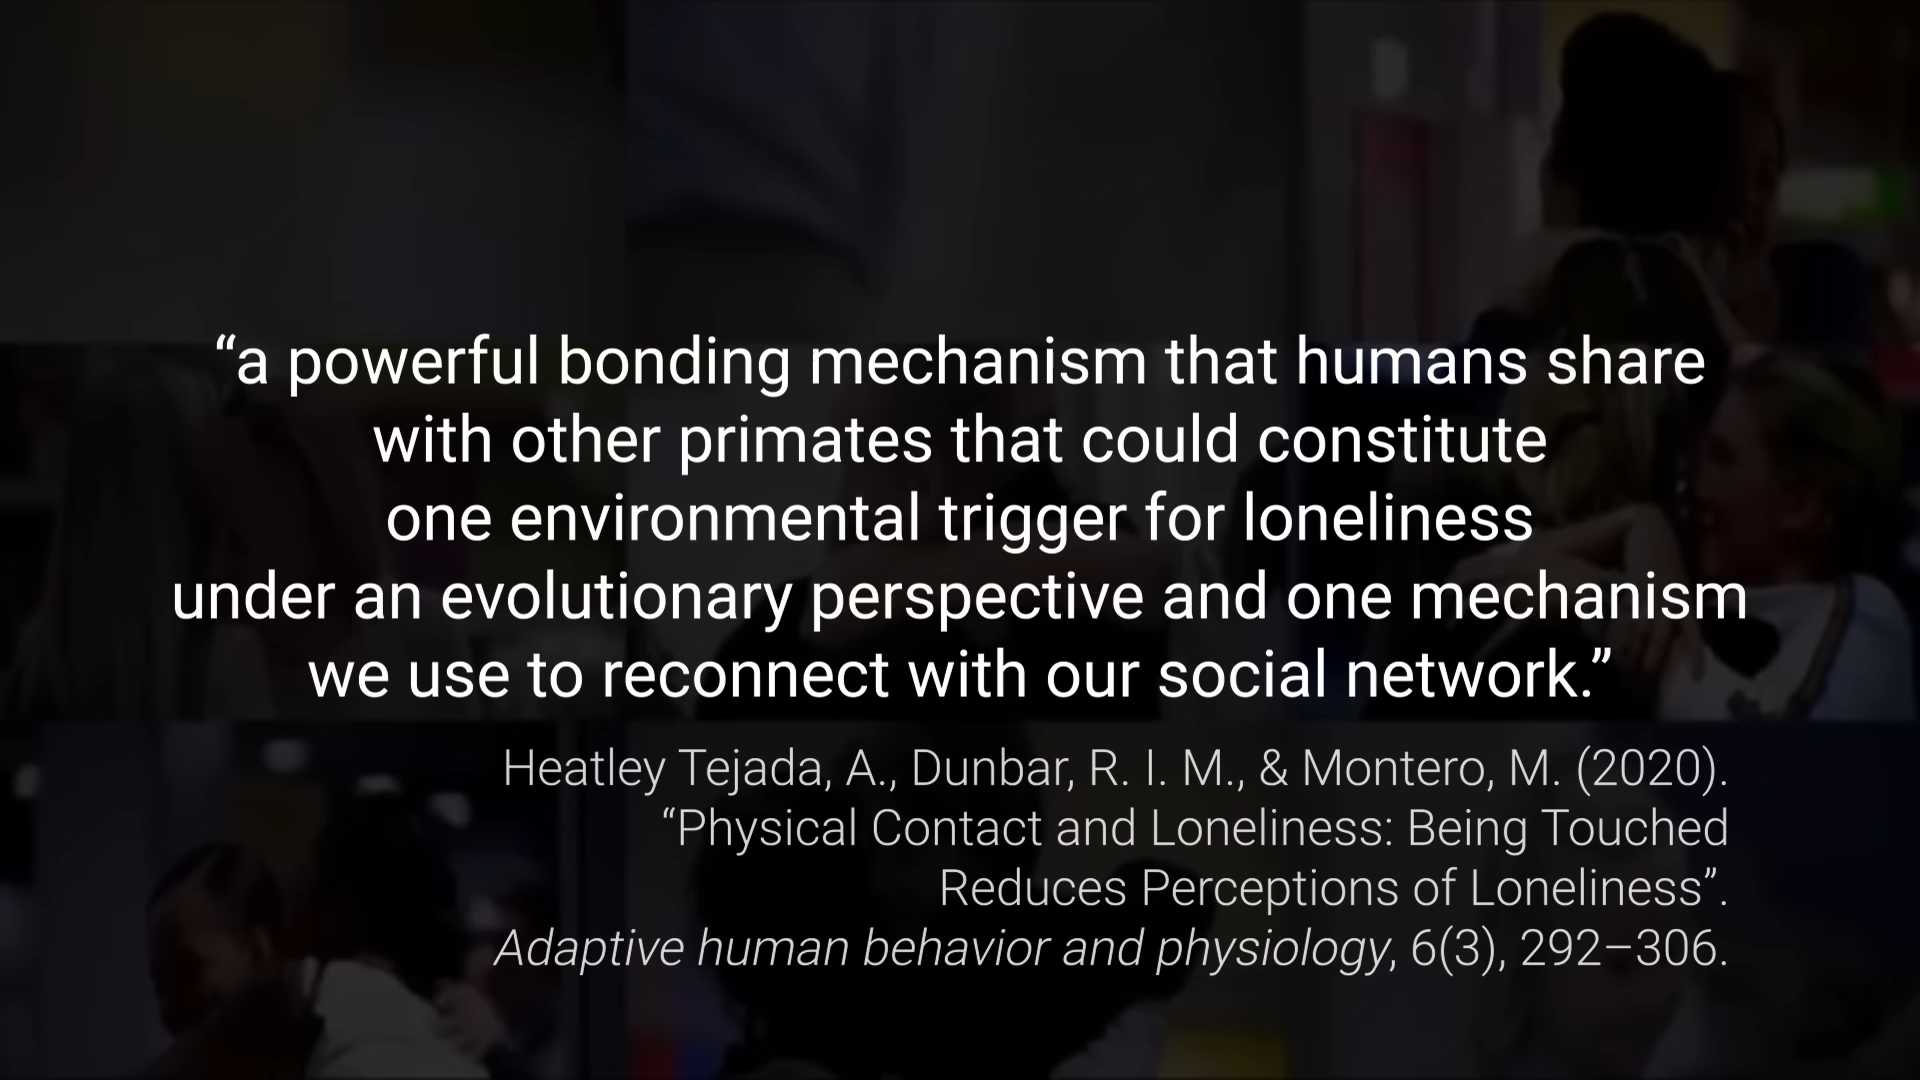 “a powerful bonding mechanism that humans share
with other primates that could constitute
one environmental trigger for loneliness
under an evolutionary perspective and one mechanism
we use to reconnect with our social network.”
Heatley Tejada, A., Dunbar, R. I. M., & Montero, M. (2020).
“Physical Contact and Loneliness: Being Touched
Reduces Perceptions of Loneliness”.
Adaptive human behavior and physiology, 6(3), 292–306.